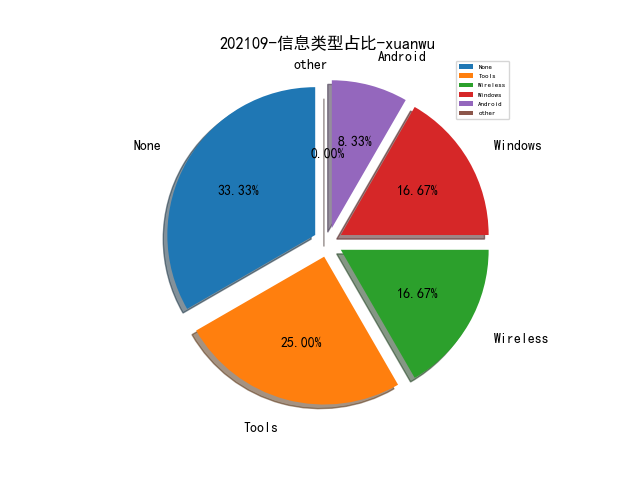 202109-信息类型占比-xuanwu
other
Android
None
Tools
Wireless
Windows
Android
other
None
Windows
8.33%
0.00%
33.33%
16.67%
16.67%
25.00%
Wireless
Tools